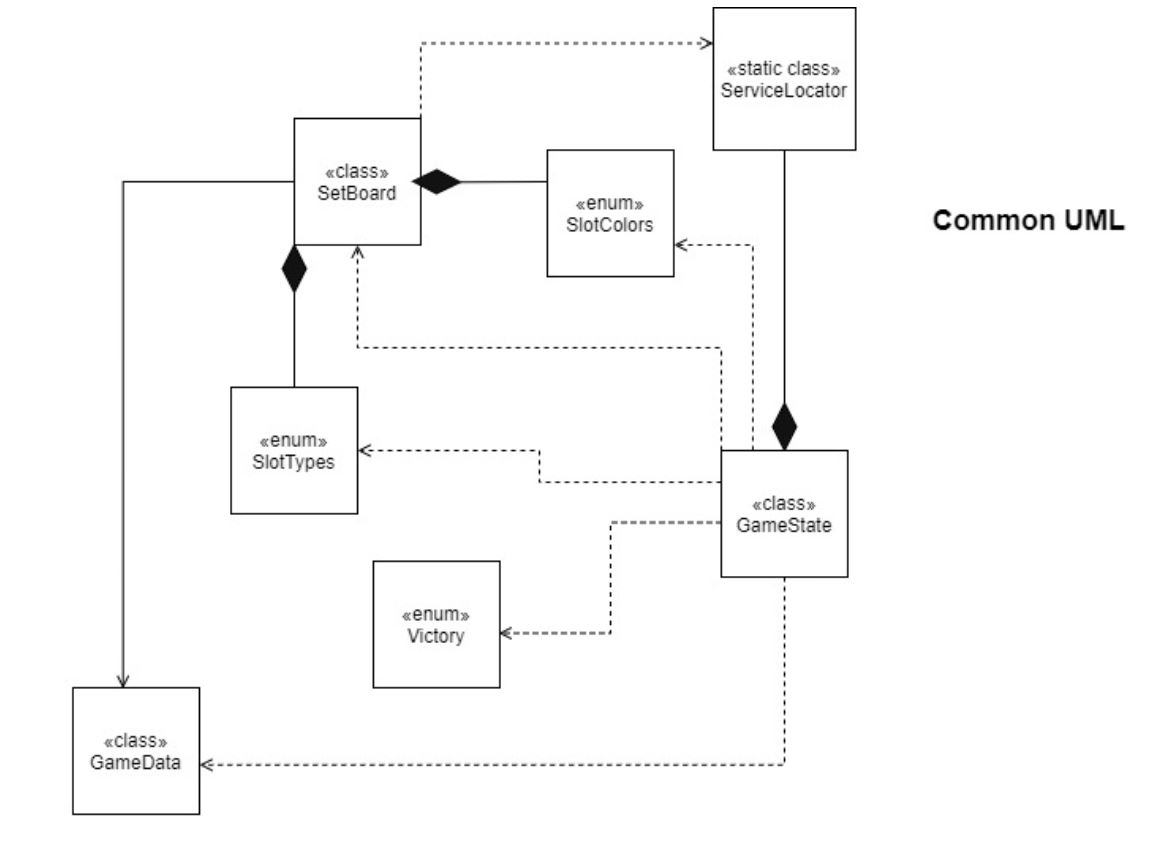 «static class»
ServiceLocator
«class»
SetBoard
«enum»
SlotColors
Common UML
«enum»
SlotTypes
«class»
GameState
«enum»
Victory
«class»
GameData